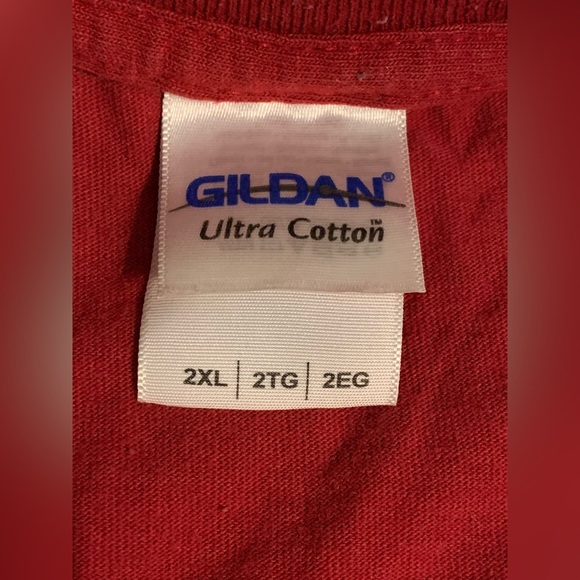 GILDAN®
Ultra Cotton™
2XL | 2TG | 2EG